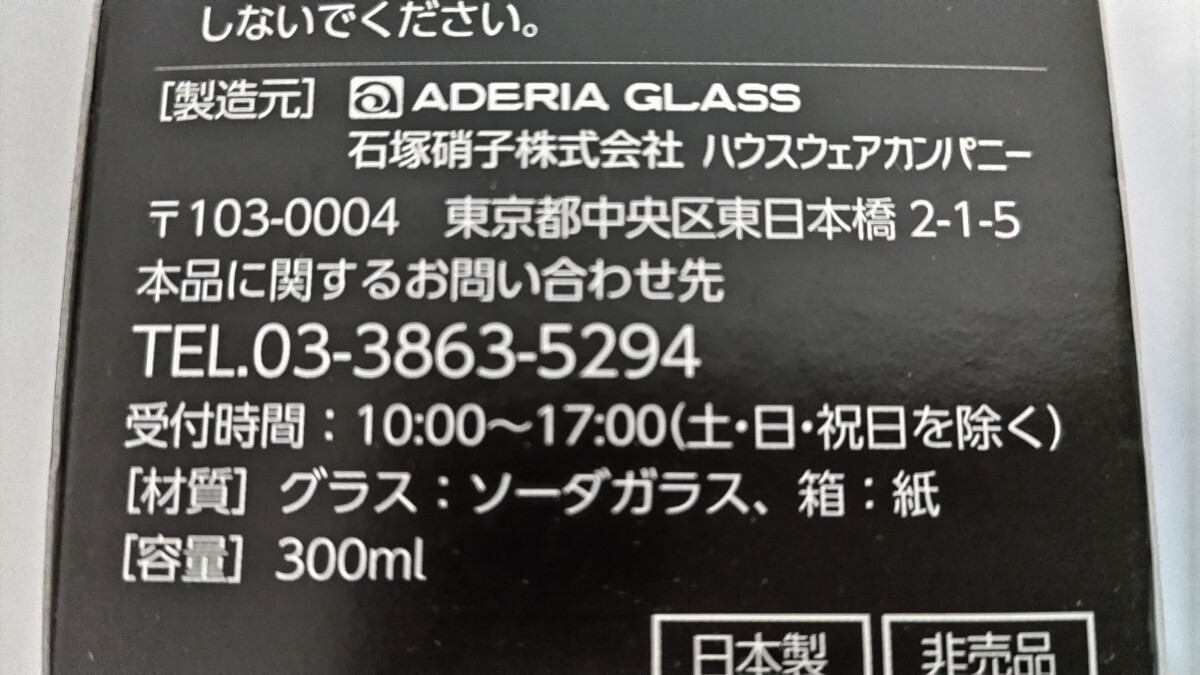 しないでください。
[製造元] ADERIA GLASS
石塚硝子株式会社 ハウスウェアカンパニー
〒103-0004 東京都中央区東日本橋 2-1-5
本品に関するお問い合わせ先
TEL.03-3863-5294
受付時間：10:00〜17:00(土・日・祝日を除く)
[材質] グラス：ソーダガラス、箱：紙
[容量] 300ml
日本製 非売品